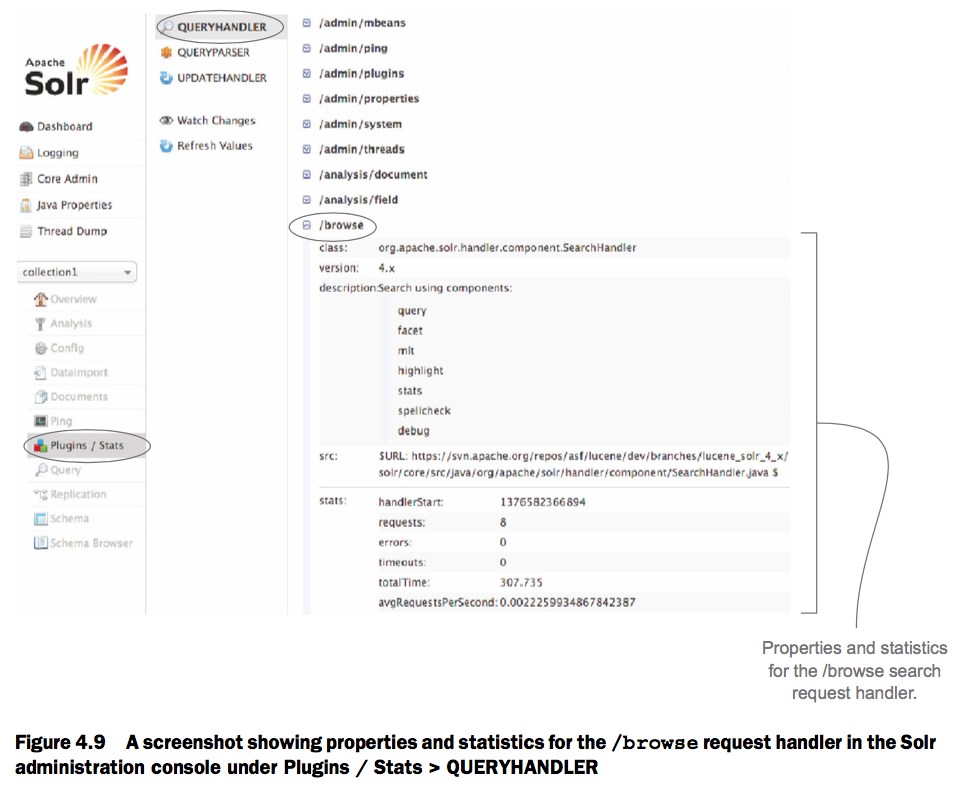 Apache
Solr
Dashboard
Logging
Core Admin
Java Properties
Thread Dump
collection1
Overview
Analysis
Config
Dataimport
Documents
Ping
Plugins / Stats
Query
Replication
Schema
Schema Browser
QUERYHANDLER
QUERYPARSER
UPDATEHANDLER
Watch Changes
Refresh Values
/admin/mbeans
/admin/ping
/admin/plugins
/admin/properties
/admin/system
/admin/threads
/analysis/document
/analysis/field
/browse
class: org.apache.solr.handler.component.SearchHandler
version: 4.x
description:Search using components:
query
facet
mlt
highlight
stats
spellcheck
debug
src: $URL: https://svn.apache.org/repos/asf/lucene/dev/branches/lucene_solr_4_x/
solr/core/src/java/org/apache/solr/handler/component/SearchHandler.java $
stats: handlerStart: 1376582366894
requests: 8
errors: 0
timeouts: 0
totalTime: 307.735
avgRequestsPerSecond: 0.0022259934867842387
Properties and statistics
for the /browse search
request handler.
Figure 4.9 A screenshot showing properties and statistics for the /browse request handler in the Solr
administration console under Plugins / Stats > QUERYHANDLER